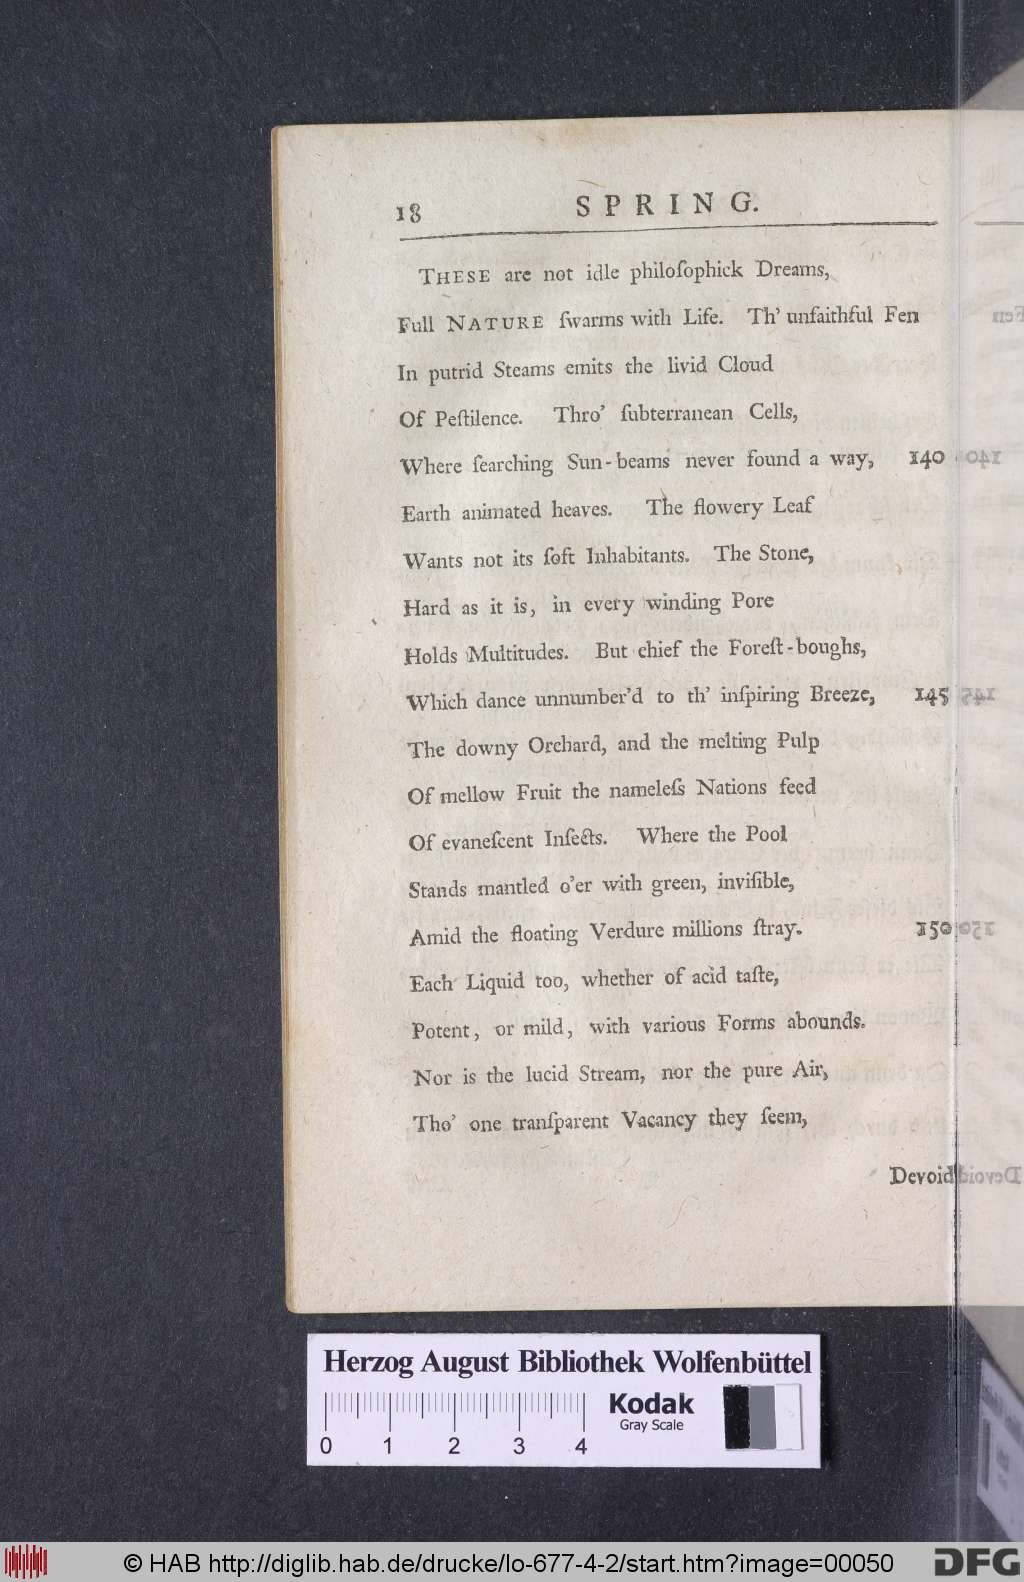 18 SPRING.
THESE are not idle philoſophick Dreams,
Full NATURE ſwarms with Life. Th' unfaithful Fen
In putrid Steams emits the livid Cloud
Of Peſtilence. Thro' ſubterranean Cells,
Where ſearching Sun-beams never found a way, 140
Earth animated heaves. The flowery Leaf
Wants not its ſoft Inhabitants. The Stone,
Hard as it is, in every winding Pore
Holds Multitudes. But chief the Foreſt-boughs,
Which dance unnumber'd to th' inſpiring Breeze, 145
The downy Orchard, and the melting Pulp
Of mellow Fruit the nameleſs Nations feed
Of evaneſcent Inſects. Where the Pool
Stands mantled o'er with green, inviſible,
Amid the floating Verdure millions ſtray. 150
Each Liquid too, whether of acid taſte,
Potent, or mild, with various Forms abounds.
Nor is the lucid Stream, nor the pure Air,
Tho' one tranſparent Vacancy they ſeem,
Devoid
Herzog August Bibliothek Wolfenbüttel
Kodak
Gray Scale
0 1 2 3 4
© HAB http://diglib.hab.de/drucke/lo-677-4-2/start.htm?image=00050
DFG